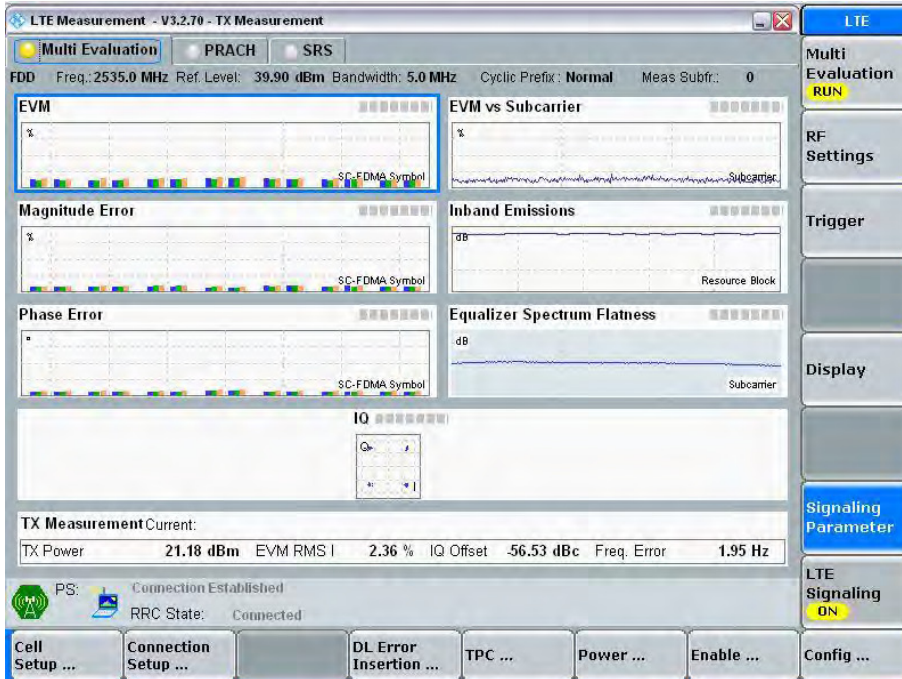 LTE Measurement - V3.2.70 - TX Measurement
LTE
Multi Evaluation PRACH SRS
FDD Freq.: 2535.0 MHz Ref. Level: 39.90 dBm Bandwidth: 5.0 MHz Cyclic Prefix: Normal Meas Subfr.: 0
Multi
Evaluation
RUN
EVM
%
SC-FDMA Symbol
EVM vs Subcarrier
%
Subcarrier
RF
Settings
Magnitude Error
%
SC-FDMA Symbol
Inband Emissions
dB
Resource Block
Trigger
Phase Error
°
SC-FDMA Symbol
Equalizer Spectrum Flatness
dB
Subcarrier
Display
IQ
Q
I
Signaling
Parameter
TX Measurement Current:
TX Power 21.18 dBm EVM RMS l 2.36 % IQ Offset -56.53 dBc Freq. Error 1.95 Hz
PS: Connection Established
RRC State: Connected
LTE
Signaling
ON
Cell
Setup ...
Connection
Setup ...
DL Error
Insertion ...
TPC ...
Power ...
Enable ...
Config ...